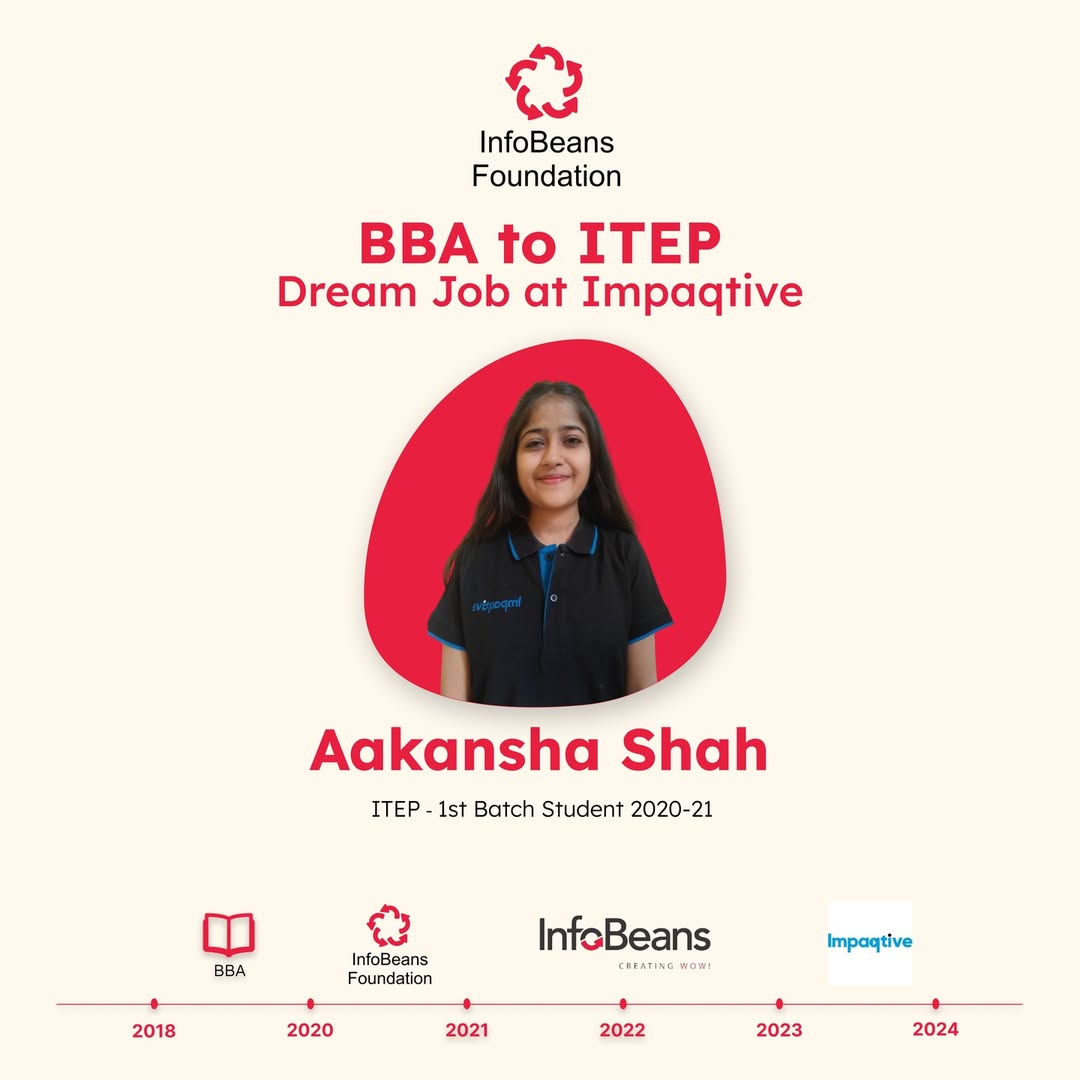 InfoBeans
Foundation
BBA to ITEP
Dream Job at Impaqtive
Impaqtive
Aakansha Shah
ITEP - 1st Batch Student 2020-21
BBA
InfoBeans
Foundation
InfoBeans
CREATING WOW!
Impaqtive
2018
2020
2021
2022
2023
2024